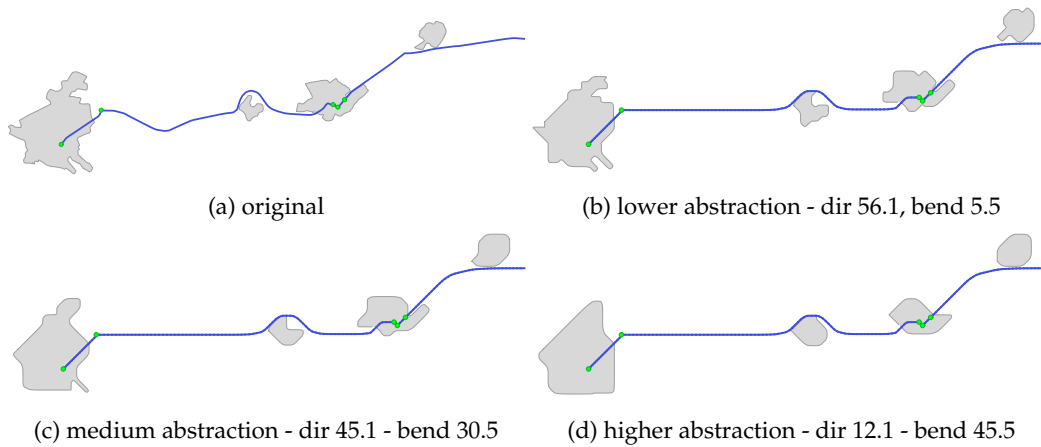 (a) original
(b) lower abstraction - dir 56.1, bend 5.5
(c) medium abstraction - dir 45.1 - bend 30.5
(d) higher abstraction - dir 12.1 - bend 45.5